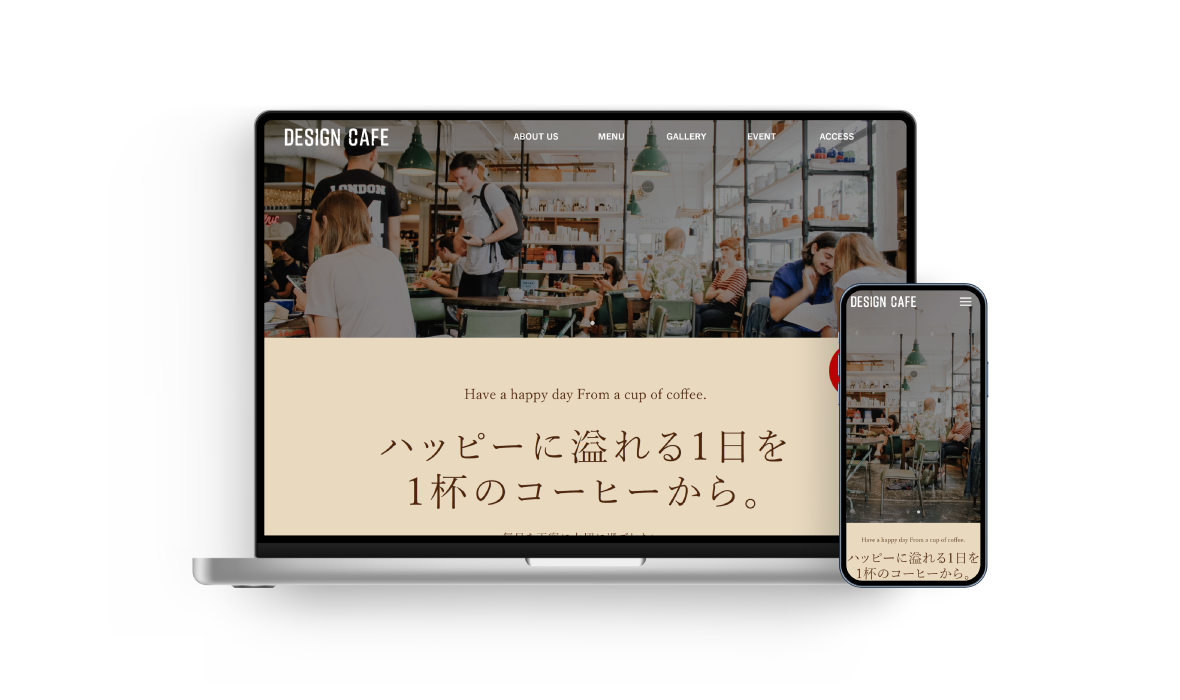 DESIGN CAFE
ABOUT US MENU GALLERY EVENT ACCESS
LONDON
Have a happy day From a cup of coffee.
ハッピーに溢れる1日を
1杯のコーヒーから。
DESIGN CAFE
Have a happy day From a cup of coffee.
ハッピーに溢れる1日を
1杯のコーヒーから。